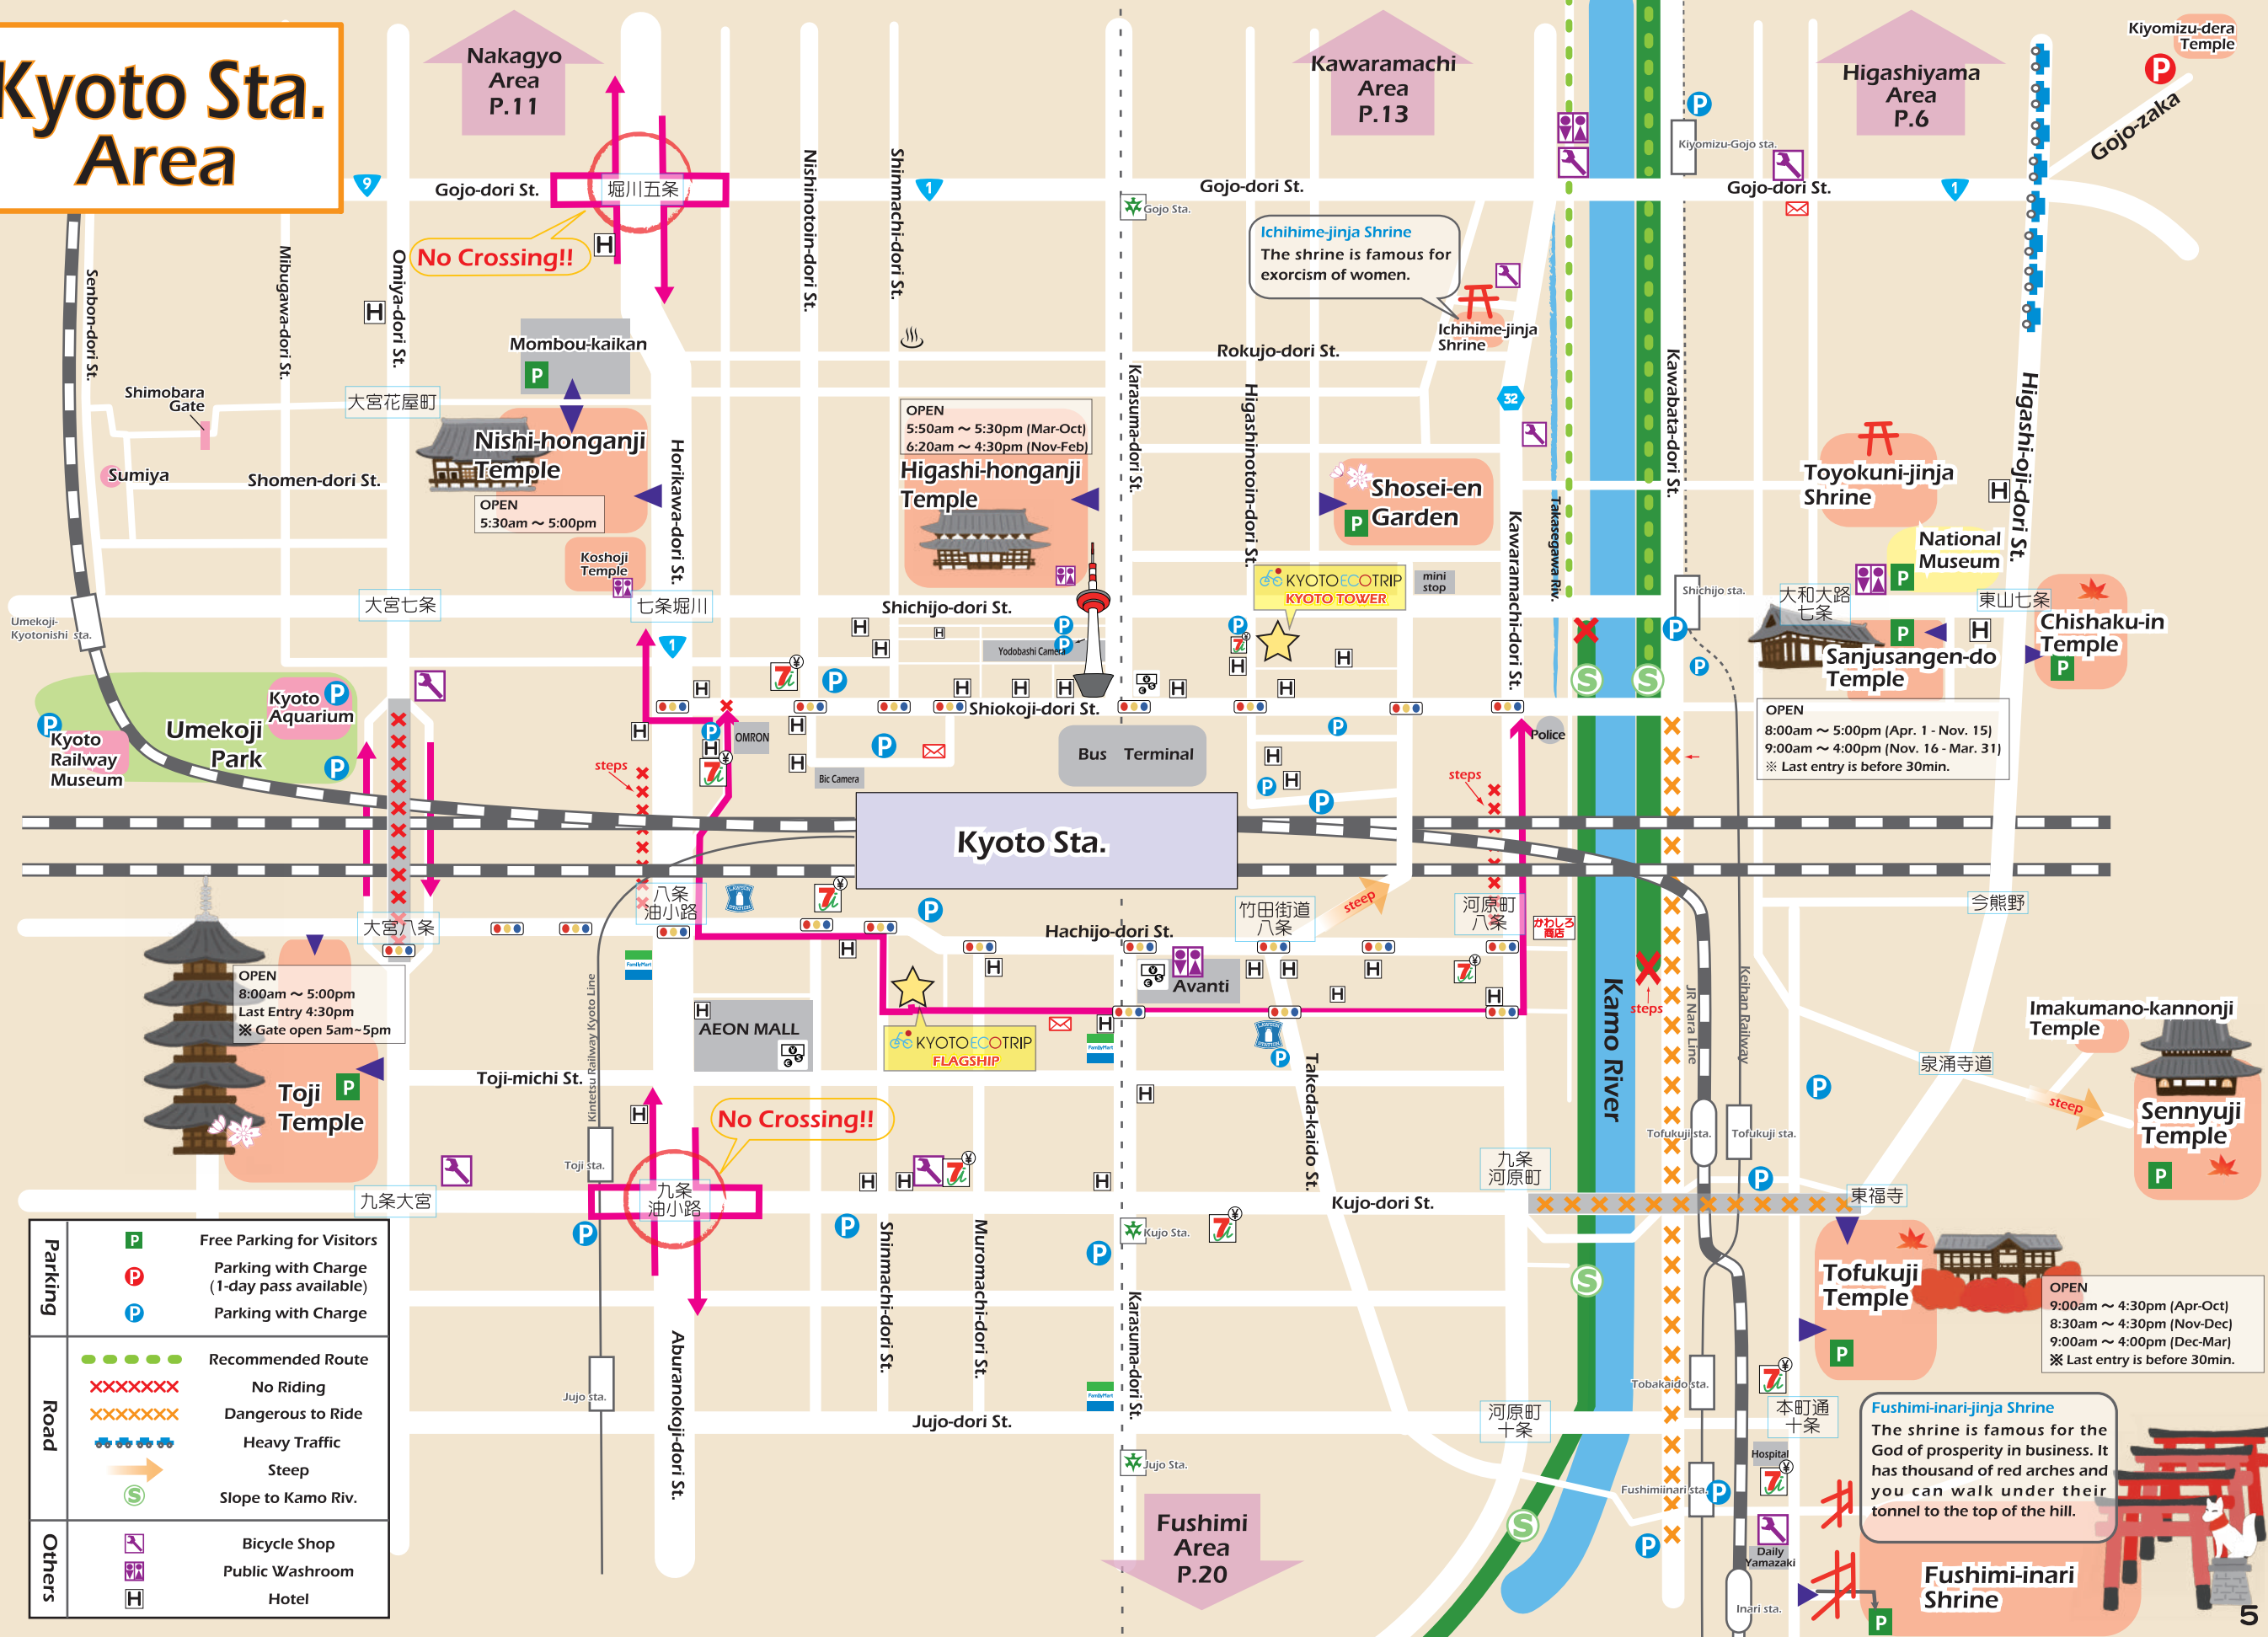 Kyoto Sta.
Area
Nakagyo
Area
P.11
Kawaramachi
Area
P.13
Higashiyama
Area
P.6
Kiyomizu-dera
Temple
P
Gojo-zaka
P
Kiyomizu-Gojo sta.
9
Gojo-dori St.
堀川五条
1
Gojo-dori St.
Gojo-dori St.
1
Gojo Sta.
No Crossing!!
H
Nishinotoin-dori St.
Shinmachi-dori St.
Ichihime-jinja Shrine
The shrine is famous for
exorcism of women.
Ichihime-jinja
Shrine
Senbon-dori St.
Mibugawa-dori St.
Omiya-dori St.
H
Mombou-kaikan
P
Rokujo-dori St.
Shimobara
Gate
大宮花屋町
Karasuma-dori St.
Higashinotoin-dori St.
32
Kawabata-dori St.
Higashi-oji-dori St.
Nishi-honganji
Temple
OPEN
5:30am ～ 5:00pm
Horikawa-dori St.
OPEN
5:50am ～ 5:30pm (Mar-Oct)
6:20am ～ 4:30pm (Nov-Feb)
Higashi-honganji
Temple
Sumiya
Shomen-dori St.
Shosei-en
Garden
P
Toyokuni-jinja
Shrine
H
Kawaramachi-dori St.
Takasegawa Riv.
National
Museum
P
Koshoji
Temple
KYOTO ECOTRIP
KYOTO TOWER
mini
stop
Shichijo sta.
大和大路
七条
東山七条
大宮七条
七条堀川
Shichijo-dori St.
Umekoji-
Kyotonishi sta.
1
Yodobashi Camera
Chishaku-in
Temple
P
Sanjusangen-do
Temple
P
H
OPEN
8:00am ～ 5:00pm (Apr. 1 - Nov. 15)
9:00am ～ 4:00pm (Nov. 16 - Mar. 31)
※ Last entry is before 30min.
Kyoto
Aquarium
P
Umekoji
Park
P
Kyoto
Railway
Museum
P
Shiokoji-dori St.
OMRON
Bic Camera
Bus Terminal
Police
S
S
steps
steps
Kyoto Sta.
八条
油小路
LAWSON
STATION
竹田街道
八条
steep
河原町
八条
かわしろ
商店
今熊野
大宮八条
Hachijo-dori St.
OPEN
8:00am ～ 5:00pm
Last Entry 4:30pm
※ Gate open 5am~5pm
FamilyMart
Avanti
AEON MALL
KYOTO ECOTRIP
FLAGSHIP
FamilyMart
LAWSON
STATION
steps
Kamo River
JR Nara Line
Keihan Railway
Imakumano-kannonji
Temple
泉涌寺道
steep
Sennyuji
Temple
P
Toji
Temple
P
Toji-michi St.
Kintetsu Railway Kyoto Line
No Crossing!!
Takeda-kaido St.
Toji sta.
Tofukuji sta.
Tofukuji sta.
九条
河原町
九条大宮
九条
油小路
Kujo-dori St.
東福寺
Kujo Sta.
Shinmachi-dori St.
Muromachi-dori St.
Karasuma-dori St.
Aburanokoji-dori St.
Tofukuji
Temple
P
OPEN
9:00am ～ 4:30pm (Apr-Oct)
8:30am ～ 4:30pm (Nov-Dec)
9:00am ～ 4:00pm (Dec-Mar)
※ Last entry is before 30min.
Jujo sta.
FamilyMart
Jujo-dori St.
Jujo Sta.
Tobakaido sta.
河原町
十条
本町通
十条
Hospital
Fushimiinari sta.
Fushimi-inari-jinja Shrine
The shrine is famous for the
God of prosperity in business. It
has thousand of red arches and
you can walk under their
tunnel to the top of the hill.
Daily
Yamazaki
Inari sta.
Fushimi-inari
Shrine
P
Fushimi
Area
P.20
Parking
P Free Parking for Visitors
P Parking with Charge
(1-day pass available)
P Parking with Charge
Road
Recommended Route
No Riding
Dangerous to Ride
Heavy Traffic
Steep
S Slope to Kamo Riv.
Others
Bicycle Shop
Public Washroom
H Hotel
5